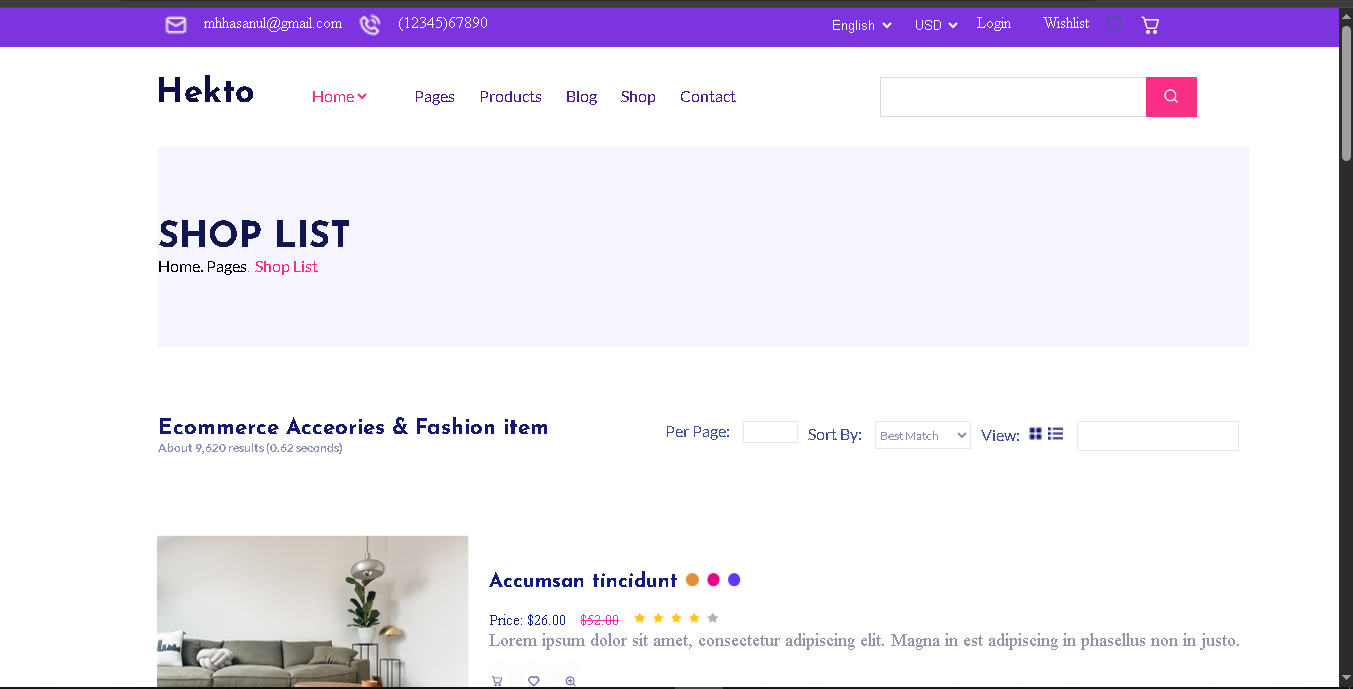 mhhasanul@gmail.com (12345)67890 English USD Login Wishlist
Hekto Home Pages Products Blog Shop Contact
SHOP LIST
Home. Pages. Shop List
Ecommerce Acceories & Fashion item
About 9,620 results (0.62 seconds)
Per Page: Sort By: Best Match View:
Accumsan tincidunt
Price: $26.00 $52.00
Lorem ipsum dolor sit amet, consectetur adipiscing elit. Magna in est adipiscing in phasellus non in justo.